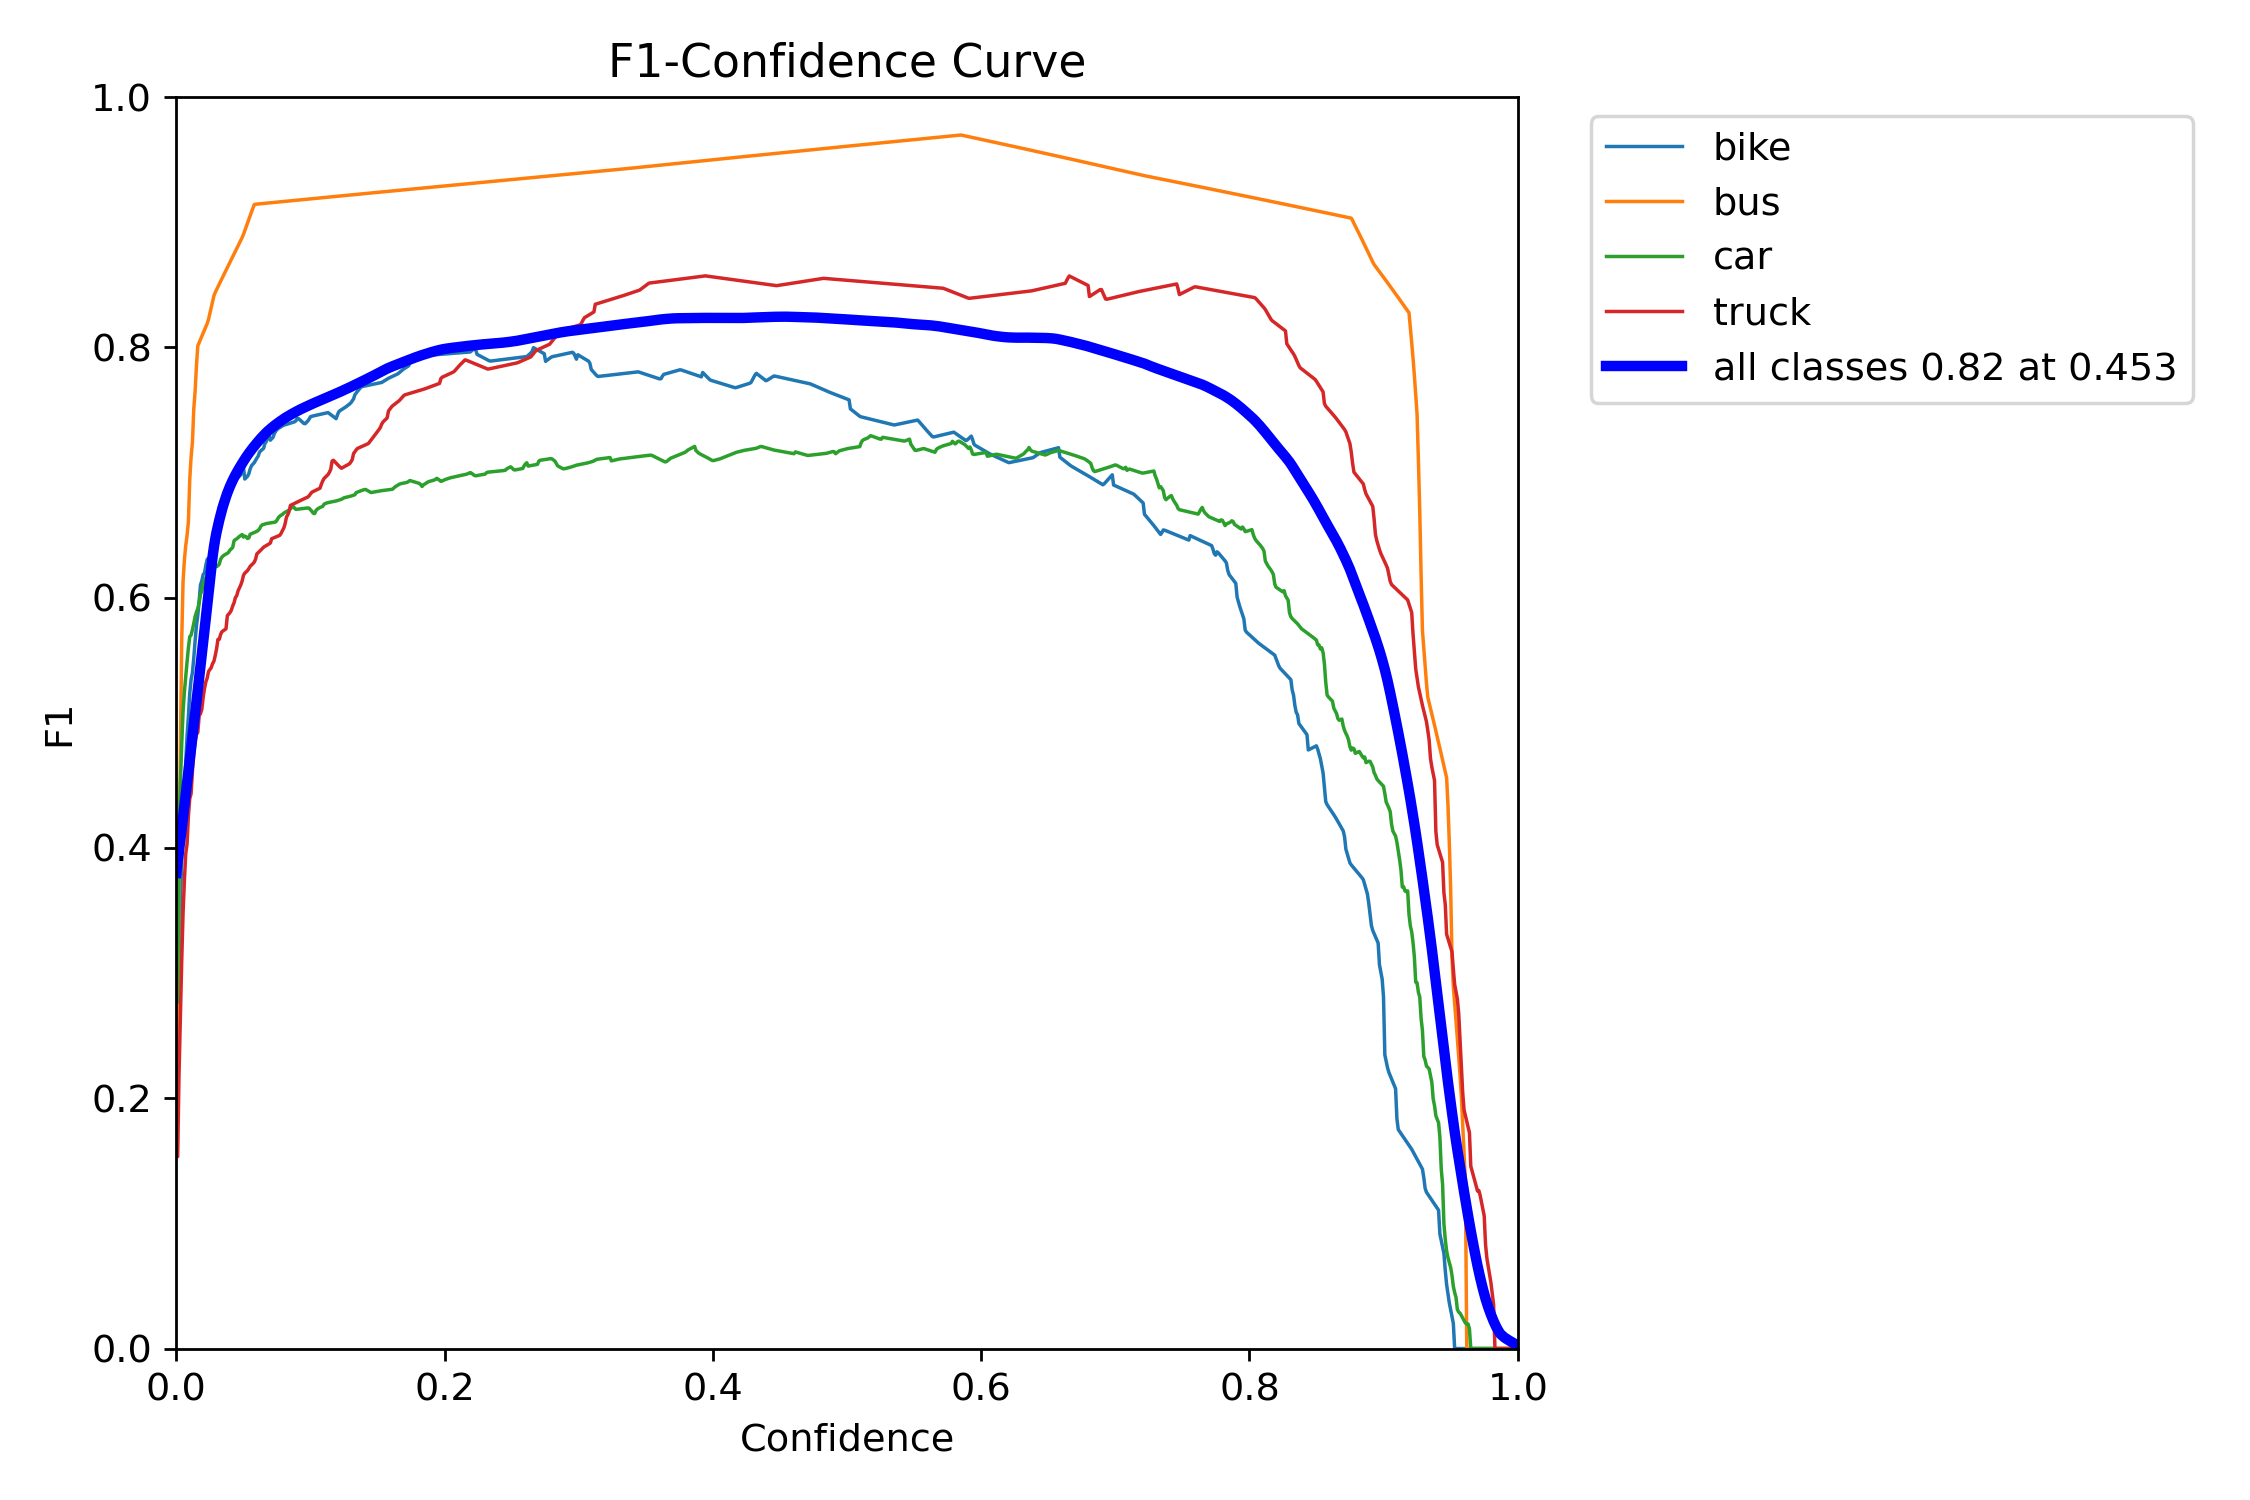 F1-Confidence Curve
1.0
0.8
0.6
0.4
0.2
0.0
F1
0.0 0.2 0.4 0.6 0.8 1.0
Confidence
bike
bus
car
truck
all classes 0.82 at 0.453